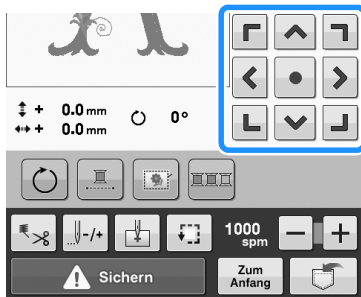 + 0.0 mm 0°
+ 0.0 mm
-/+
1000
spm
- +
Sichern
Zum
Anfang